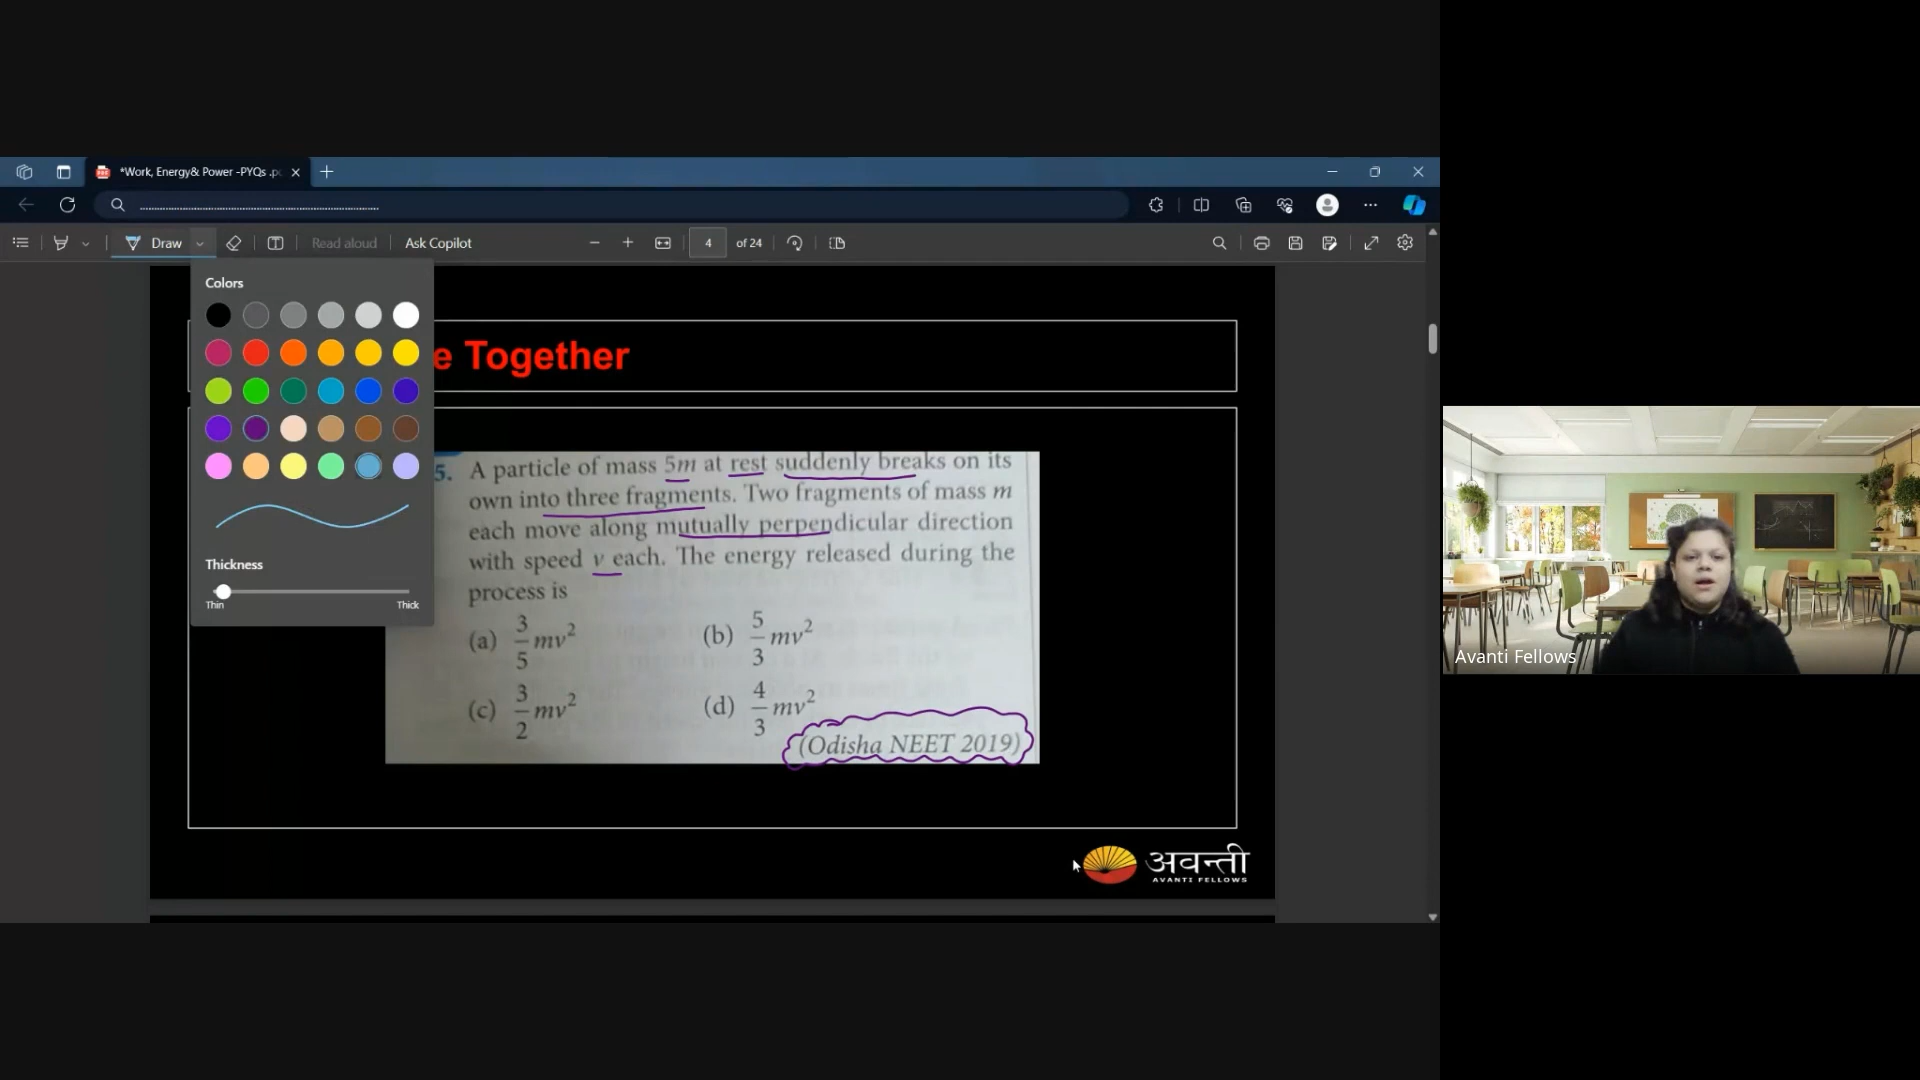 *Work, Energy& Power -PYQs .p
Draw
Read aloud
Ask Copilot
4
of 24
Colors
Thickness
Thin
Thick
e Together
5. A particle of mass 5m at rest suddenly breaks on its
own into three fragments. Two fragments of mass m
each move along mutually perpendicular direction
with speed v each. The energy released during the
process is
(a) 3/5 mv² (b) 5/3 mv²
(c) 3/2 mv² (d) 4/3 mv²
(Odisha NEET 2019)
अवन्ती
AVANTI FELLOWS
Avanti Fellows